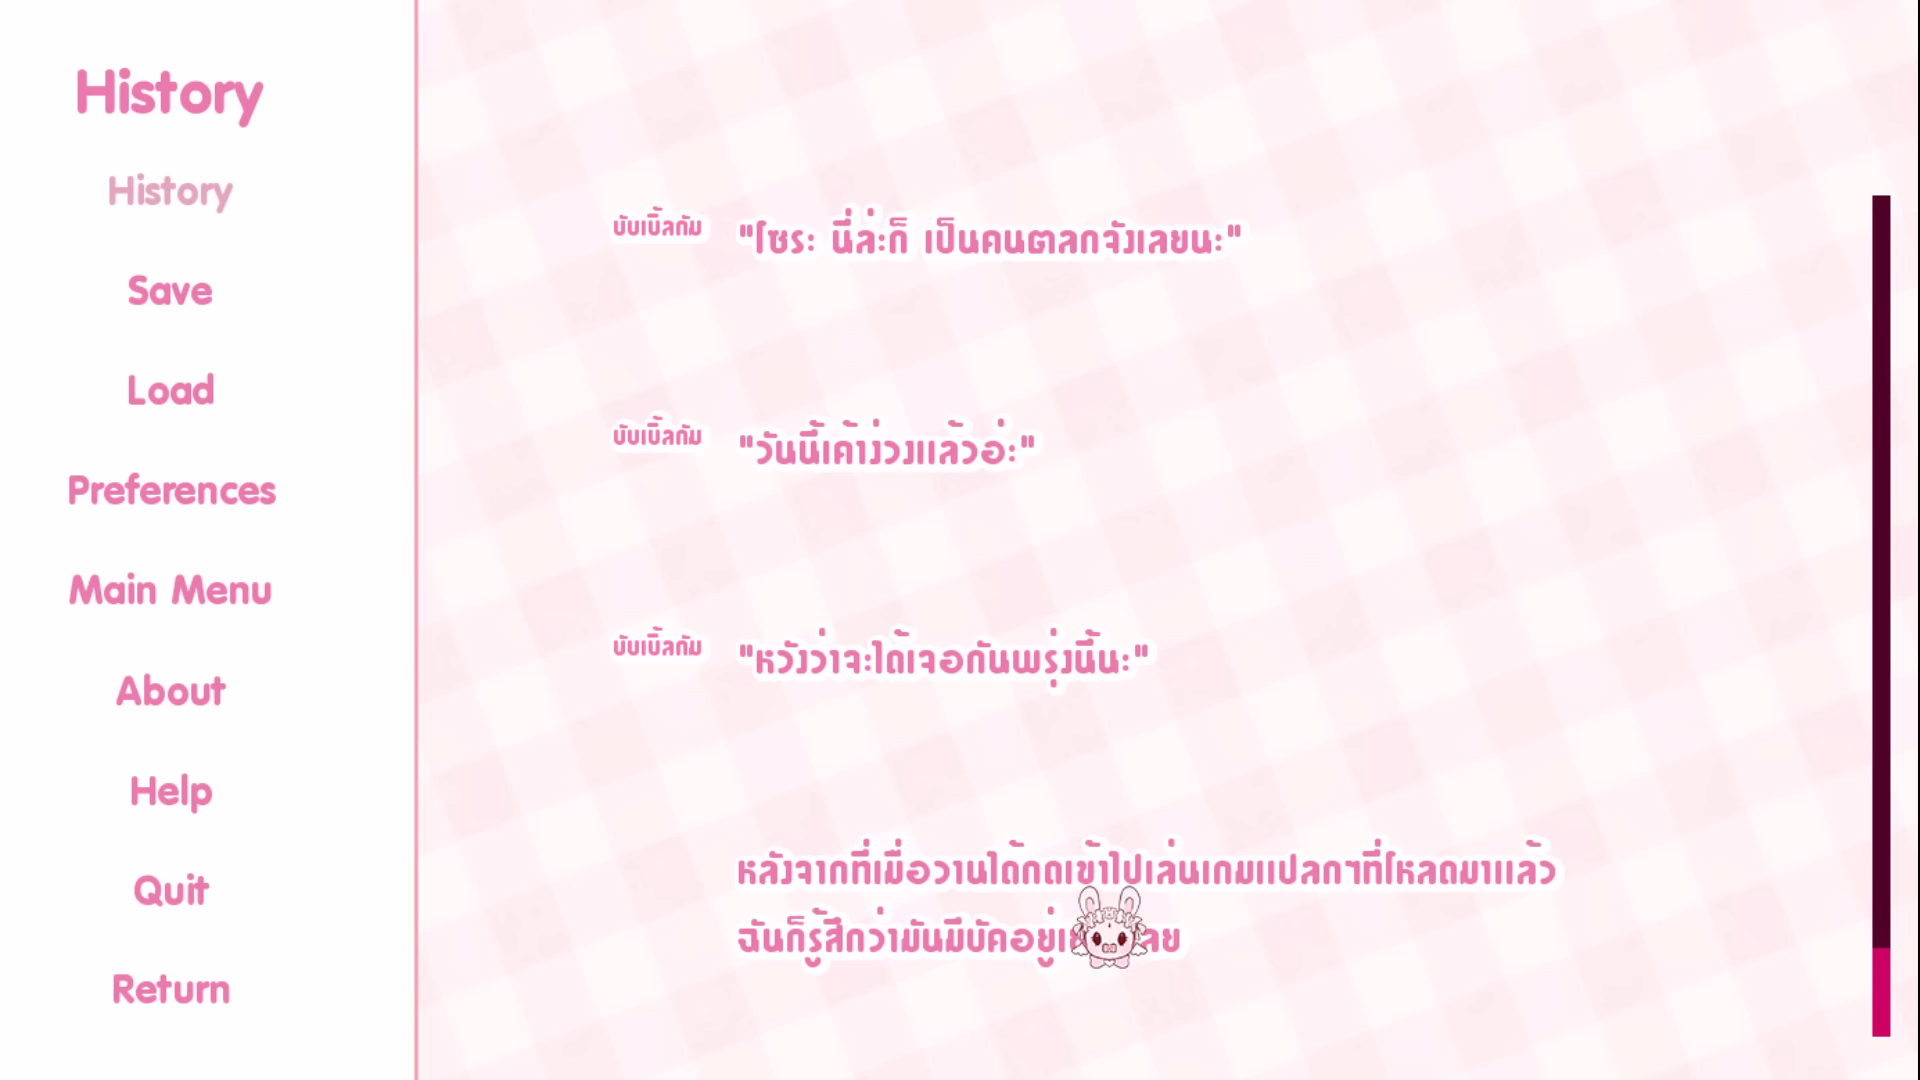 History
History
Save
Load
Preferences
Main Menu
About
Help
Quit
Return
บับเบิ้ลกัม
"โซระ นี่ล่ะก็ เป็นคนตลกจังเลยนะ"
บับเบิ้ลกัม
"วันนี้เค้าง่วงแล้วอ่ะ"
บับเบิ้ลกัม
"หวังว่าจะได้เจอกันพรุ่งนี้นะ"
หลังจากที่เมื่อวานได้กดเข้าไปเล่นเกมแปลกๆที่โหลดมาแล้ว
ฉันก็รู้สึกว่ามันมีบัคอยู่